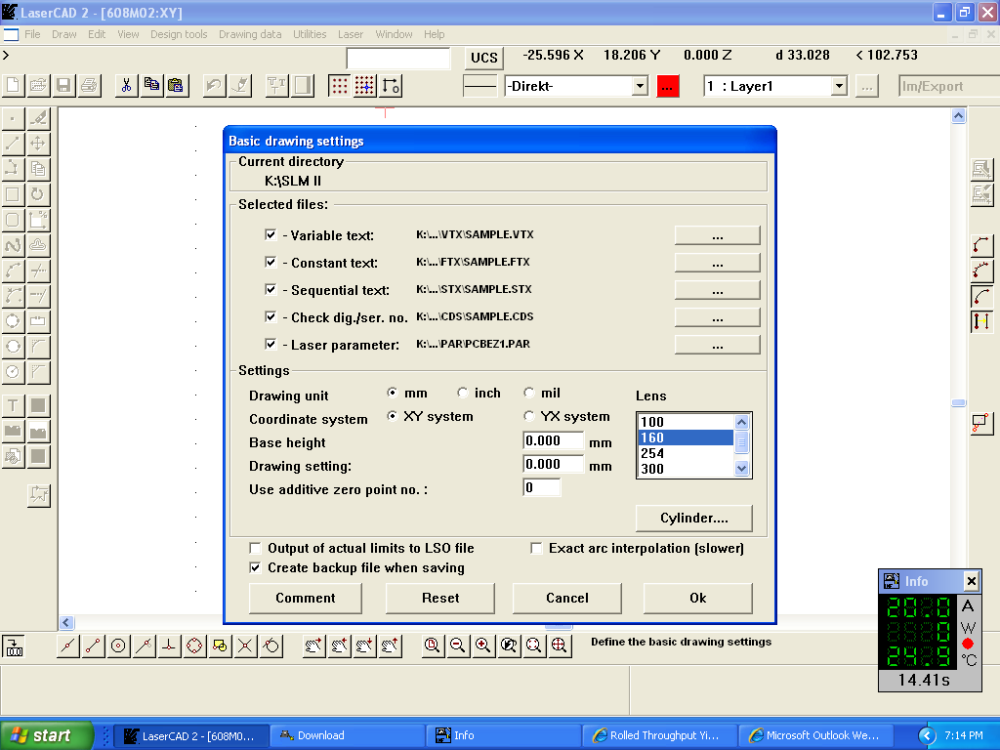 LaserCAD 2 - [608M02:XY]
File Draw Edit View Design tools Drawing data Utilities Laser Window Help
> UCS -25.596 X 18.206 Y 0.000 Z d 33.028 < 102.753
-Direkt- ... 1 : Layer1 ... Im/Export
Basic drawing settings
Current directory
K:\SLM II
Selected files:
- Variable text: K:\...\VTX\SAMPLE.VTX ...
- Constant text: K:\...\FTX\SAMPLE.FTX ...
- Sequential text: K:\...\STX\SAMPLE.STX ...
- Check dig./ser. no. K:\...\CDS\SAMPLE.CDS ...
- Laser parameter: K:\...\PAR\PCBEZ1.PAR ...
Settings
Drawing unit mm inch mil Lens
Coordinate system XY system YX system 100
Base height 0.000 mm 160
Drawing setting: 0.000 mm 254
Use additive zero point no. : 0 300
Cylinder....
Output of actual limits to LSO file Exact arc interpolation (slower)
Create backup file when saving
Comment Reset Cancel Ok
Info
20.0 A
0 W
24.9 °C
14.41s
Define the basic drawing settings
start LaserCAD 2 - [608M0... Download Info Rolled Throughput Yi... Microsoft Outlook We... 7:14 PM